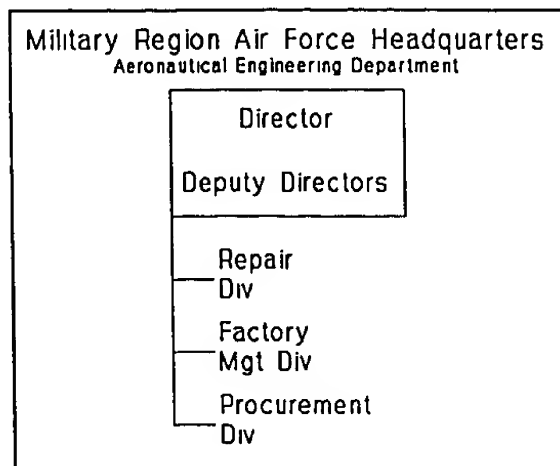 Military Region Air Force Headquarters
Aeronautical Engineering Department
Director
Deputy Directors
Repair
Div
Factory
Mgt Div
Procurement
Div